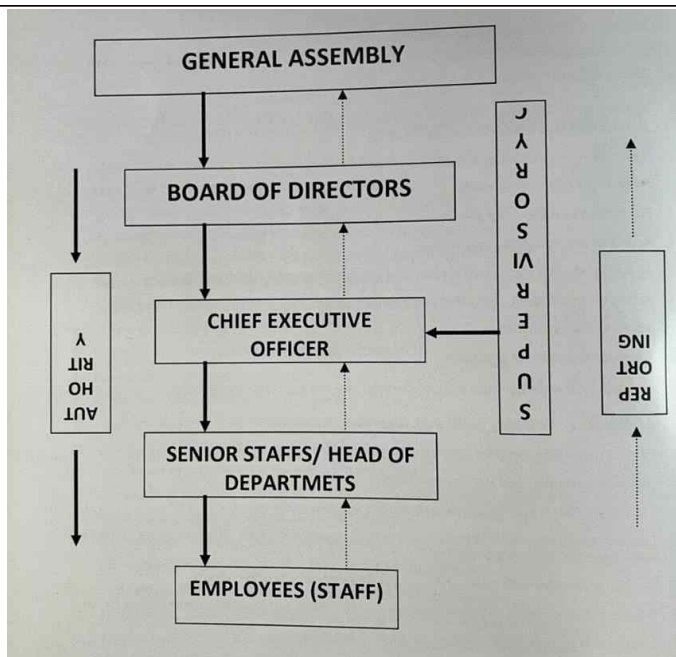 GENERAL ASSEMBLY
BOARD OF DIRECTORS
CHIEF EXECUTIVE
OFFICER
SENIOR STAFFS/ HEAD OF
DEPARTMETS
EMPLOYEES (STAFF)
AUT
HO
RIT
Y
SUPERVISORY C
REP
ORT
ING